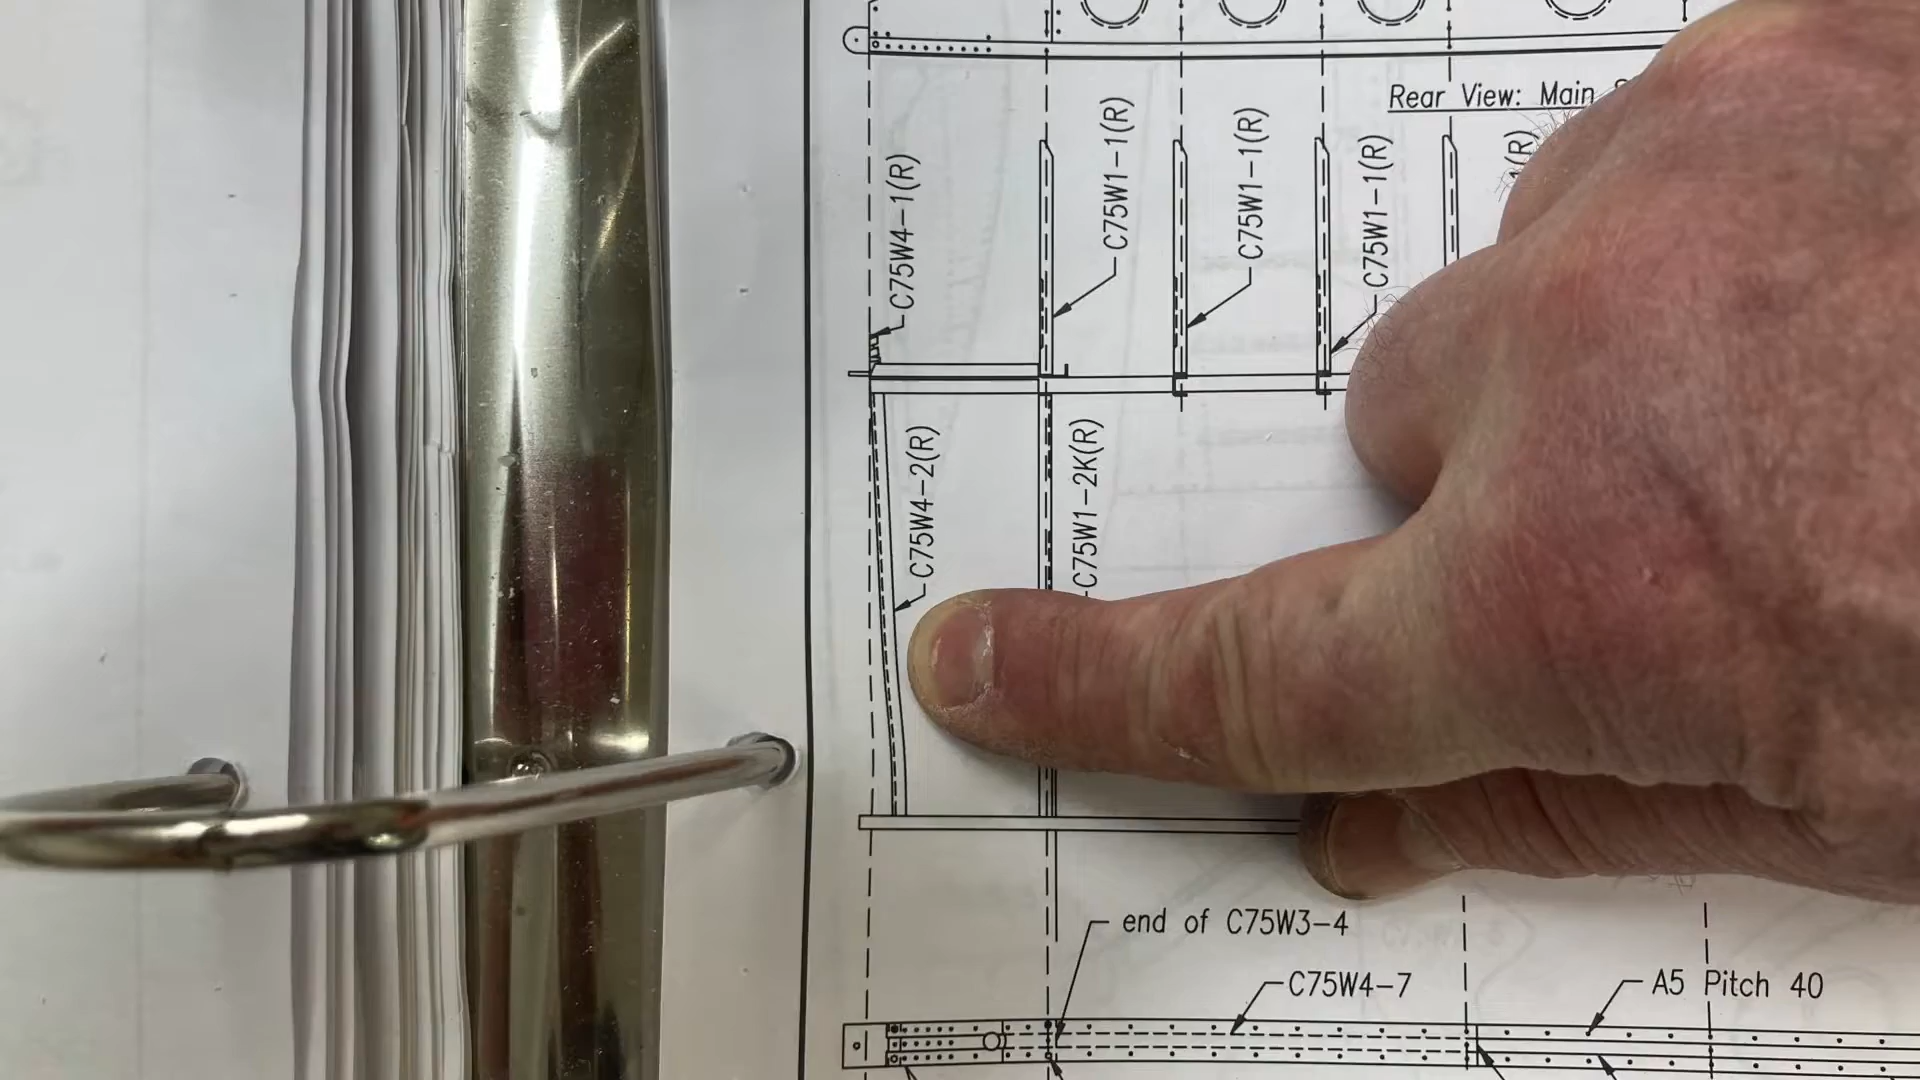 Rear View: Main
C75W4-1(R)
C75W1-1(R)
C75W1-1(R)
C75W1-1(R)
1(R)
C75W4-2(R)
C75W1-2K(R)
end of C75W3-4
C75W4-7
A5 Pitch 40